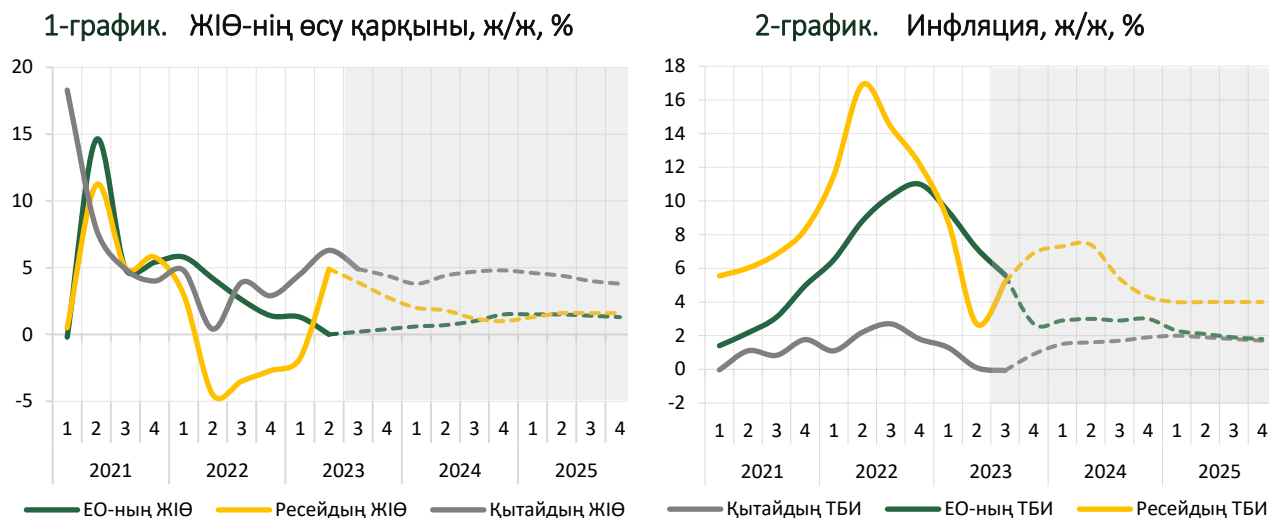 1-график. ЖІӨ-нің өсу қарқыны, ж/ж, %
20
15
10
5
0
-5
1 2 3 4 1 2 3 4 1 2 3 4 1 2 3 4 1 2 3 4
2021 2022 2023 2024 2025
ЕО-ның ЖІӨ Ресейдың ЖІӨ Қытайдың ЖІӨ
2-график. Инфляция, ж/ж, %
18
16
14
12
10
8
6
4
2
0
-2
1 2 3 4 1 2 3 4 1 2 3 4 1 2 3 4 1 2 3 4
2021 2022 2023 2024 2025
Қытайдың ТБИ ЕО-ның ТБИ Ресейдың ТБИ